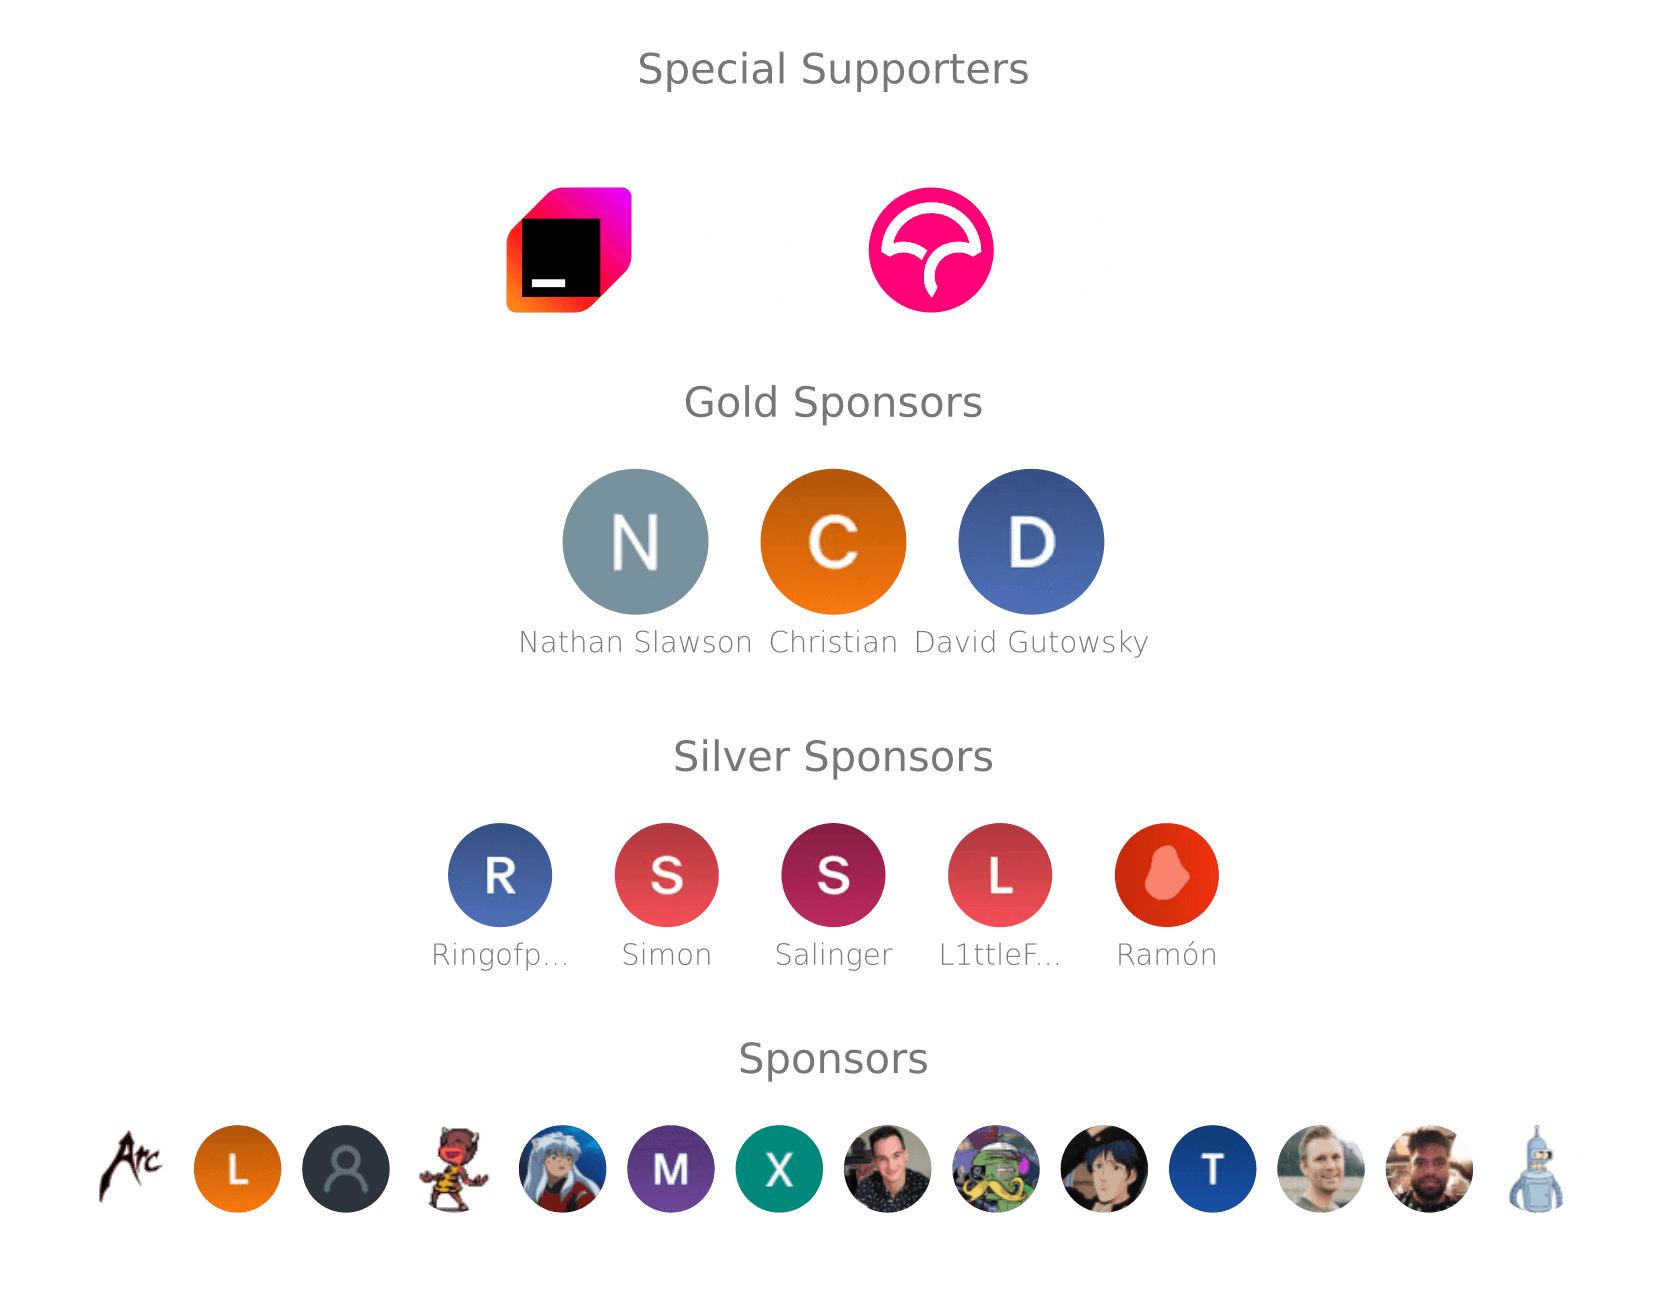 Special Supporters
Gold Sponsors
N C D
Nathan Slawson Christian David Gutowsky
Silver Sponsors
R S S L
Ringofp... Simon Salinger L1ttleF... Ramón
Sponsors
Arc L M X T